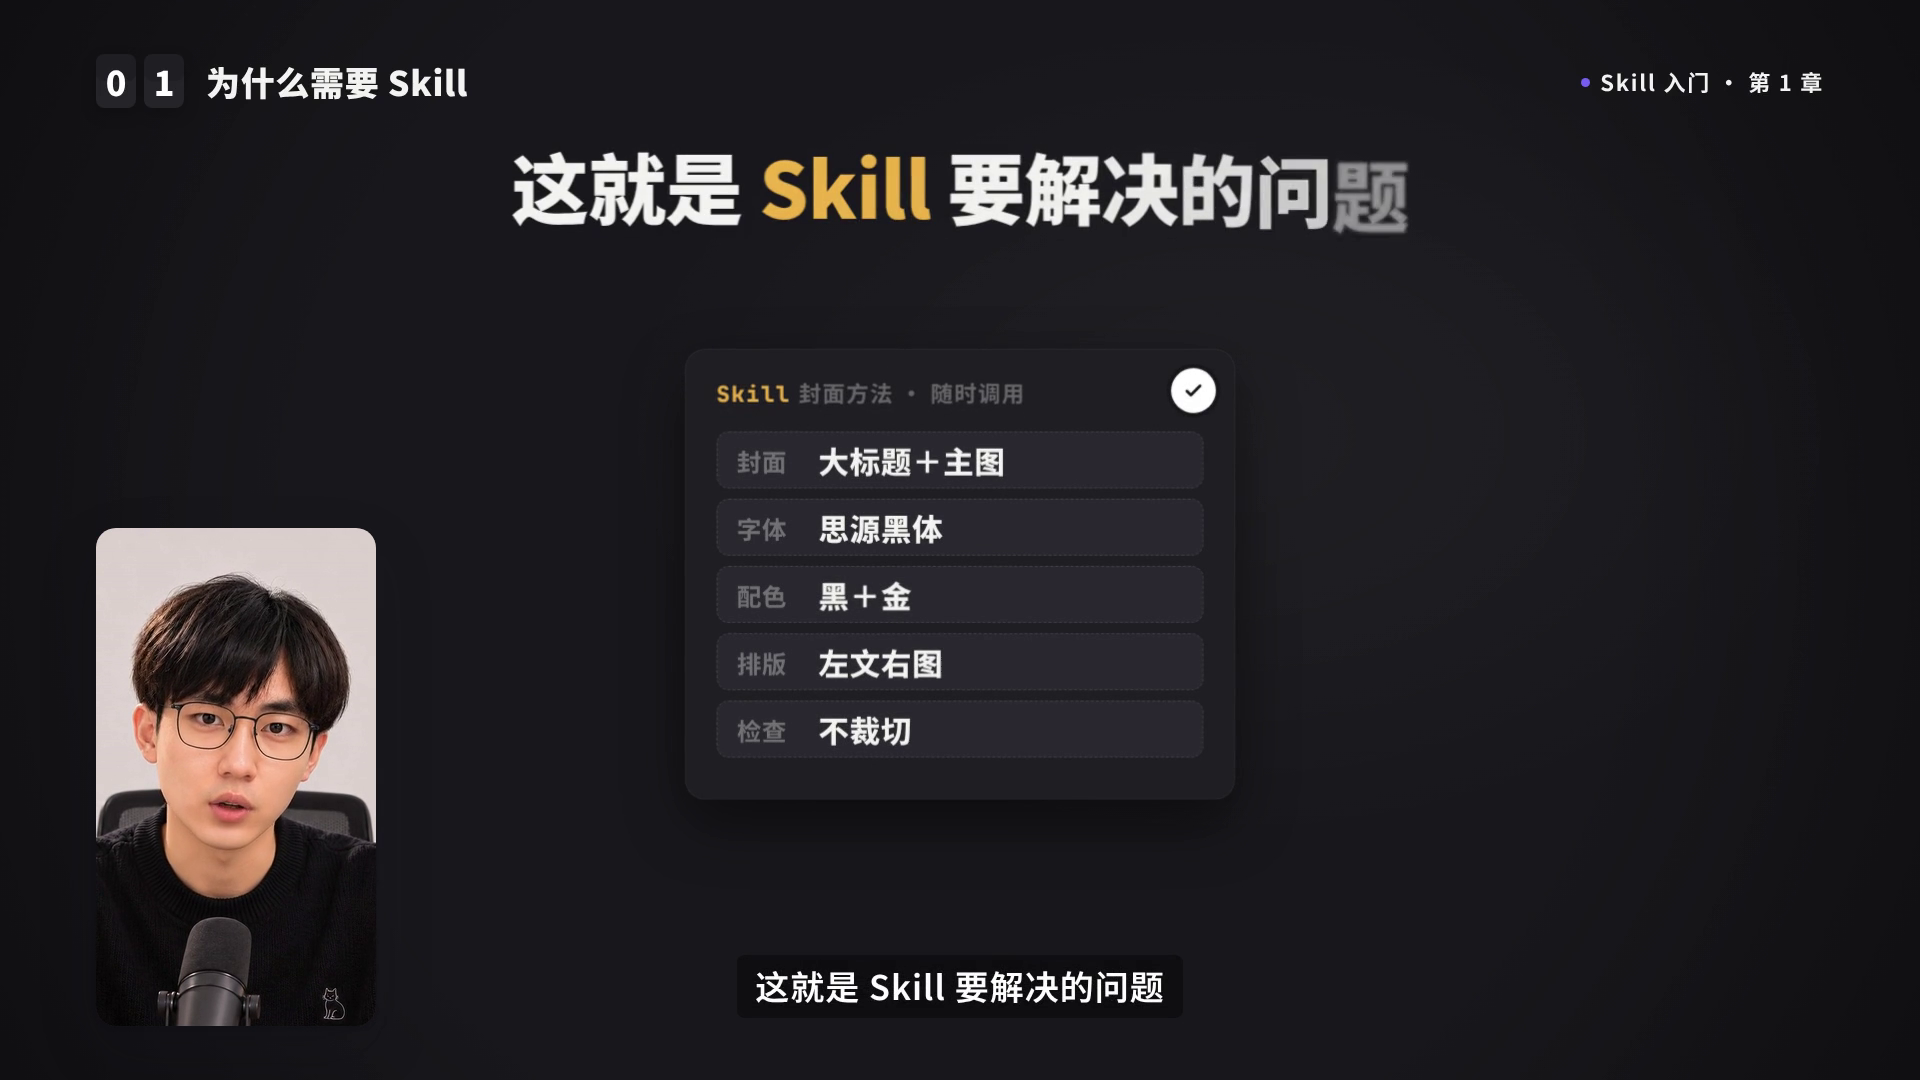 01 为什么需要 Skill
Skill 入门 · 第 1 章
这就是 Skill 要解决的问题
Skill 封面方法 · 随时调用
封面 大标题＋主图
字体 思源黑体
配色 黑＋金
排版 左文右图
检查 不裁切
这就是 Skill 要解决的问题